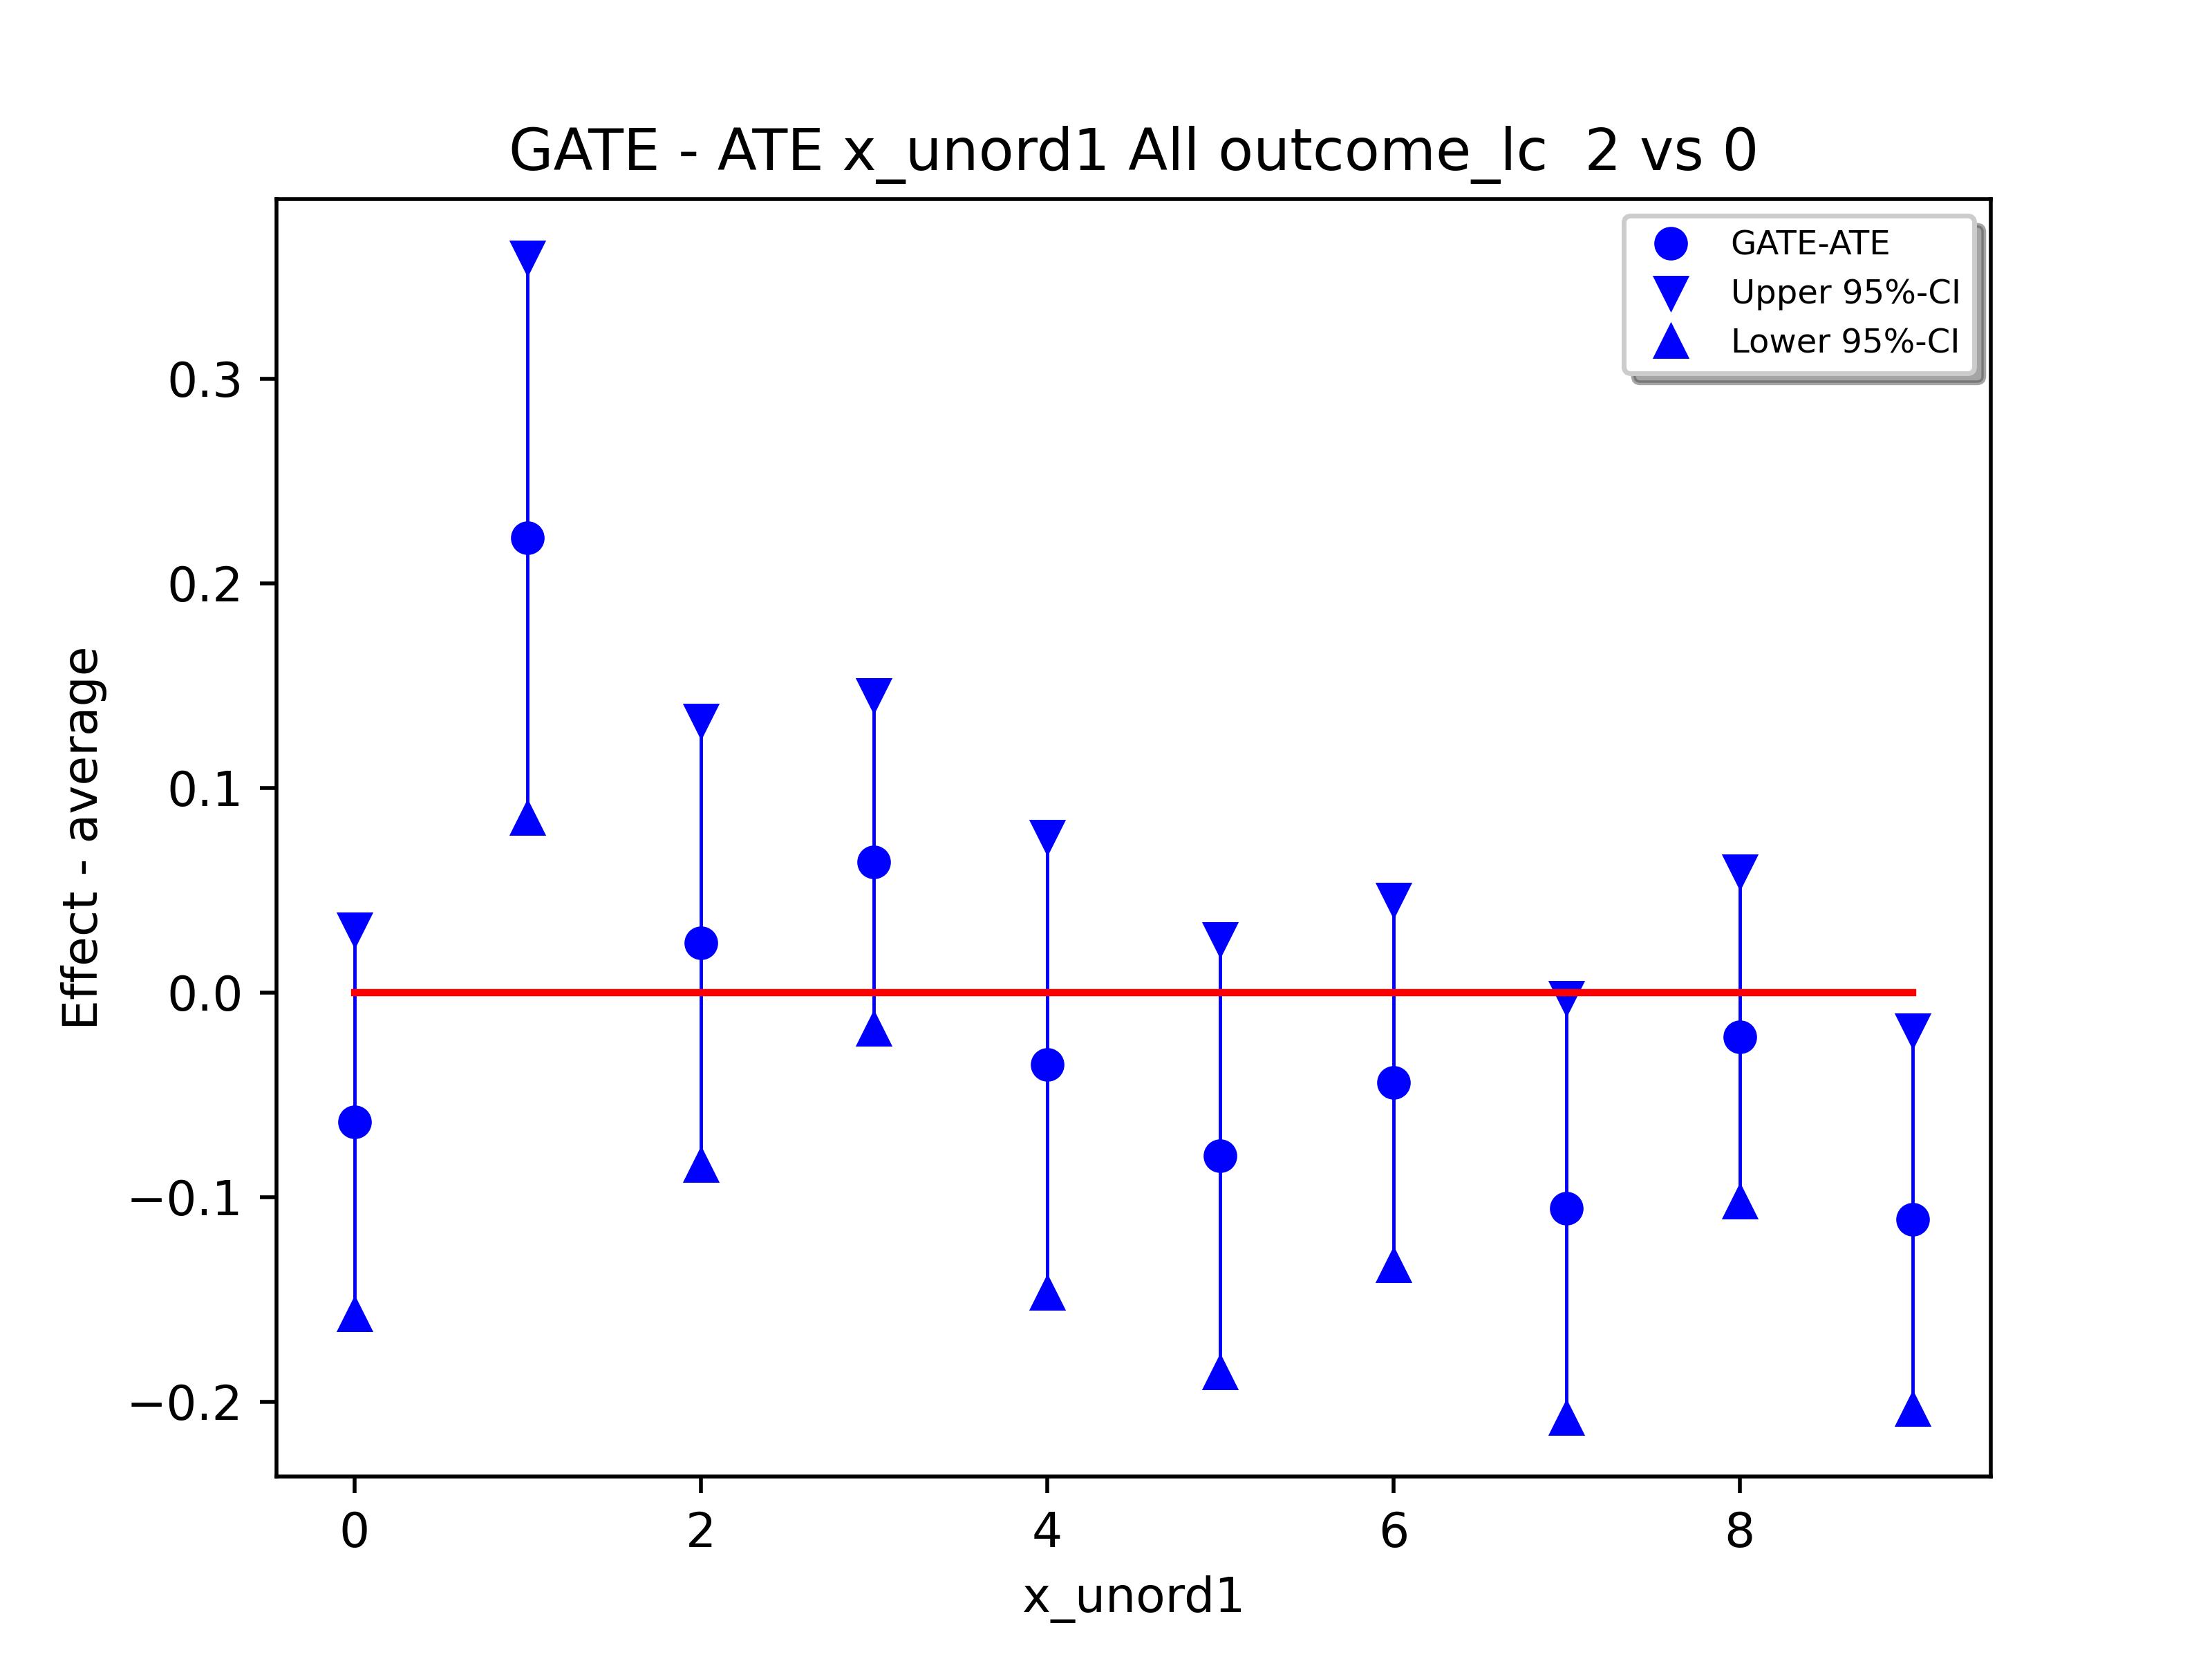 GATE - ATE x_unord1 All outcome_lc  2 vs 0
GATE-ATE
Upper 95%-CI
Lower 95%-CI
Effect - average
0.3
0.2
0.1
0.0
−0.1
−0.2
0 2 4 6 8
x_unord1